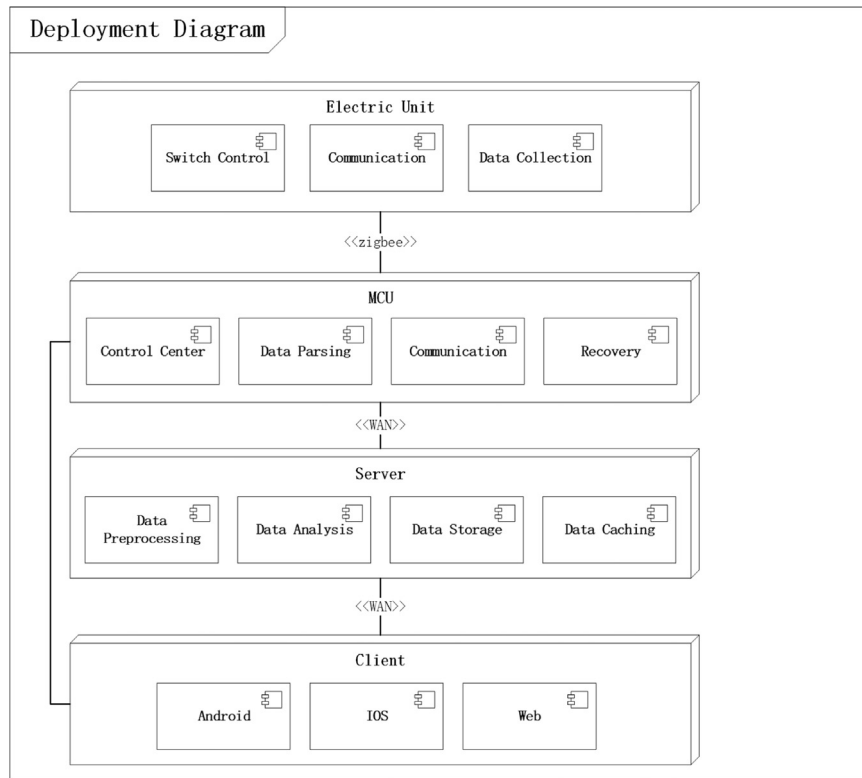 Deployment Diagram
Electric Unit
Switch Control
Communication
Data Collection
<<zigbee>>
MCU
Control Center
Data Parsing
Communication
Recovery
<<WAN>>
Server
Data
Preprocessing
Data Analysis
Data Storage
Data Caching
<<WAN>>
Client
Android
IOS
Web